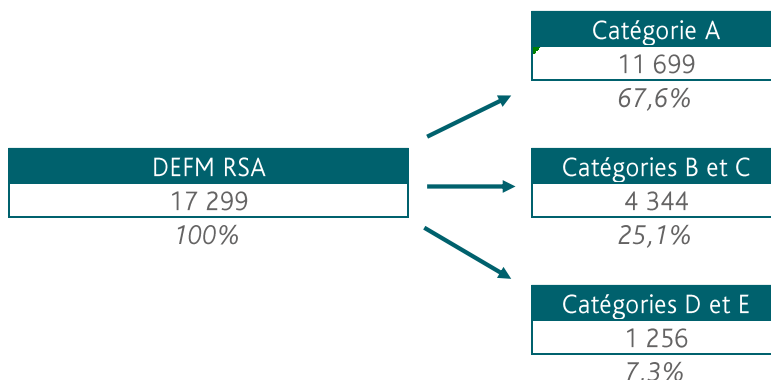 Catégorie A
11 699
67,6%
DEFM RSA
17 299
100%
Catégories B et C
4 344
25,1%
Catégories D et E
1 256
7,3%